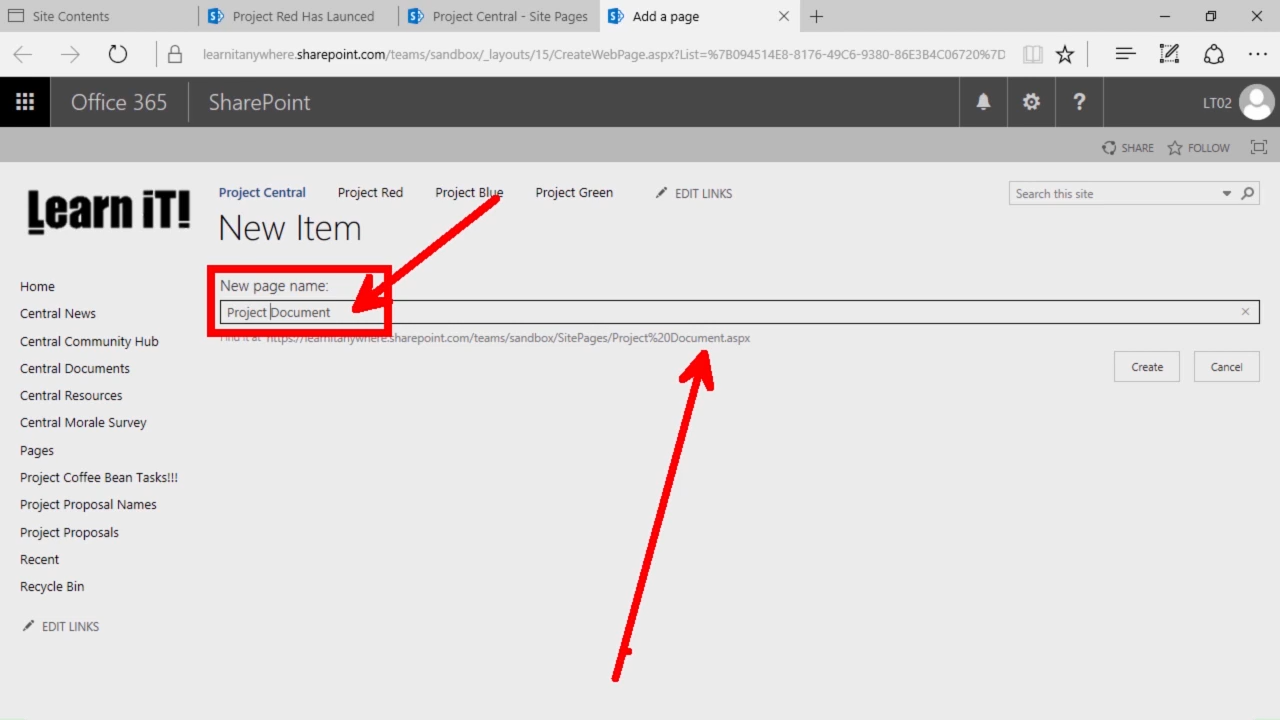 Site Contents
Project Red Has Launced
Project Central - Site Pages
Add a page
learnitanywhere.sharepoint.com/teams/sandbox/_layouts/15/CreateWebPage.aspx?List=%7B094514E8-8176-49C6-9380-86E3B4C06720%7D
Office 365
SharePoint
?
LT02
SHARE
FOLLOW
Learn iT!
Project Central
Project Red
Project Blue
Project Green
EDIT LINKS
Search this site
New Item
New page name:
Project Document
Find it at https://learnitanywhere.sharepoint.com/teams/sandbox/SitePages/Project%20Document.aspx
Create
Cancel
Home
Central News
Central Community Hub
Central Documents
Central Resources
Central Morale Survey
Pages
Project Coffee Bean Tasks!!!
Project Proposal Names
Project Proposals
Recent
Recycle Bin
EDIT LINKS